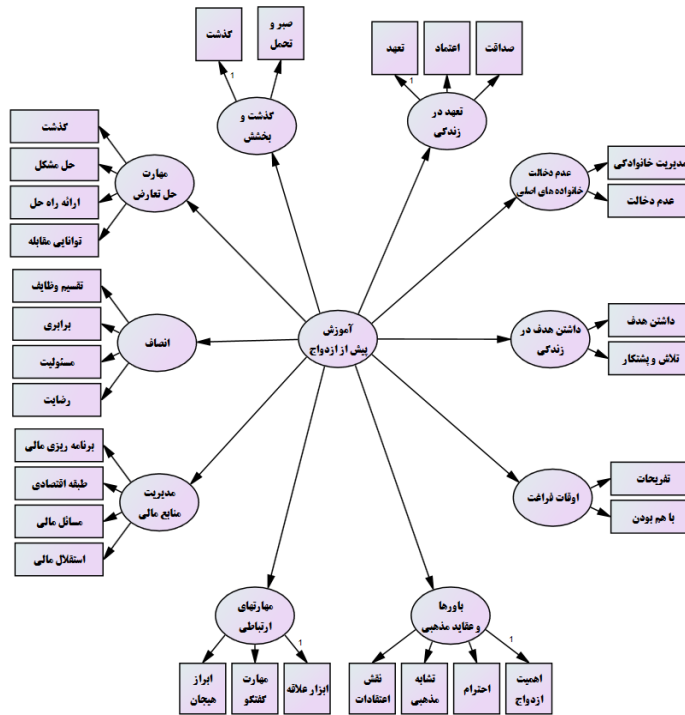 صبر و
تحمل
گذشت
1
گذشت و
بخشش
صداقت
اعتماد
تعهد
1
تعهد در
زندگی
مدیریت خانوادگی
عدم دخالت
عدم دخالت
خانواده های اصلی
گذشت
حل مشکل
ارائه راه حل
توانایی مقابله
مهارت
حل تعارض
تقسیم وظایف
برابری
مسئولیت
رضایت
انصاف
آموزش
پیش از ازدواج
داشتن هدف در
زندگی
داشتن هدف
تلاش و پشتکار
برنامه ریزی مالی
طبقه اقتصادی
مسائل مالی
استقلال مالی
مدیریت
منابع مالی
اوقات فراغت
تفریحات
با هم بودن
مهارتهای
ارتباطی
1
ابزار علاقه
مهارت
گفتگو
ابراز
هیجان
باورها
و عقاید مذهبی
1
اهمیت
ازدواج
احترام
تشابه
مذهبی
نقش
اعتقادات